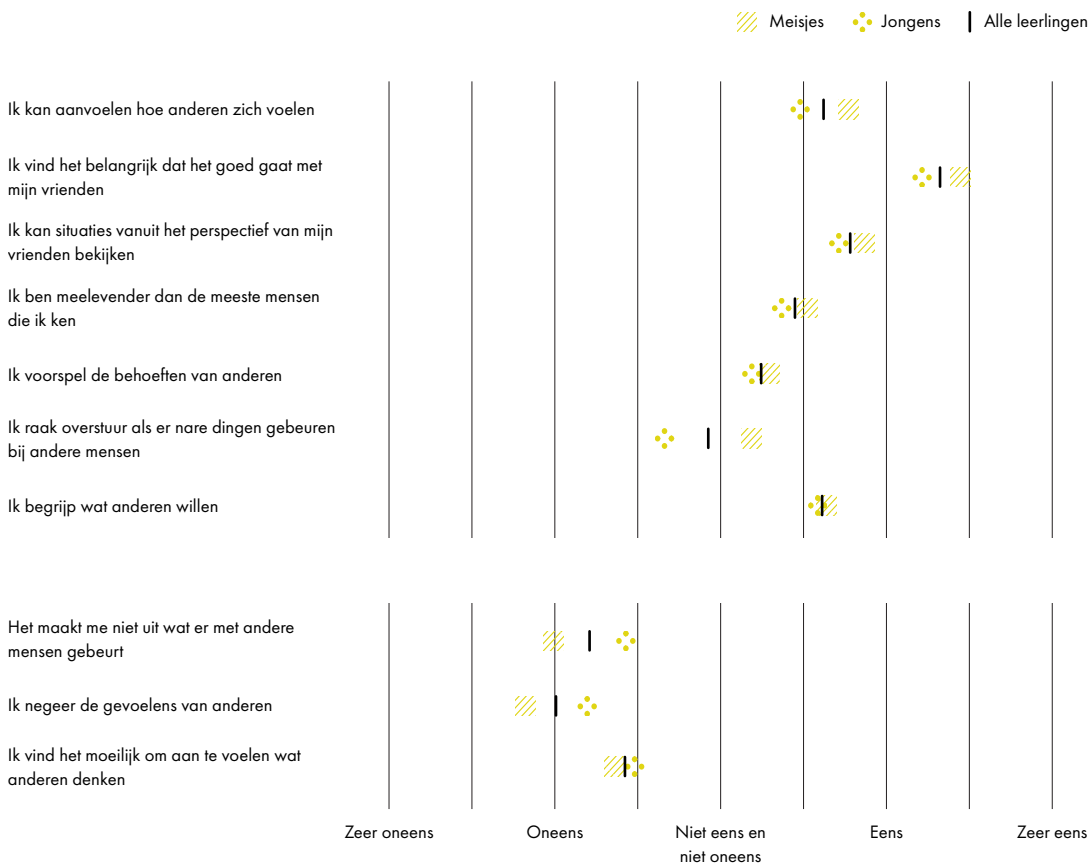 Meisjes
Jongens
Alle leerlingen
Ik kan aanvoelen hoe anderen zich voelen
Ik vind het belangrijk dat het goed gaat met
mijn vrienden
Ik kan situaties vanuit het perspectief van mijn
vrienden bekijken
Ik ben meelevender dan de meeste mensen
die ik ken
Ik voorspel de behoeften van anderen
Ik raak overstuur als er nare dingen gebeuren
bij andere mensen
Ik begrijp wat anderen willen
Het maakt me niet uit wat er met andere
mensen gebeurt
Ik negeer de gevoelens van anderen
Ik vind het moeilijk om aan te voelen wat
anderen denken
Zeer oneens
Oneens
Niet eens en
niet oneens
Eens
Zeer eens